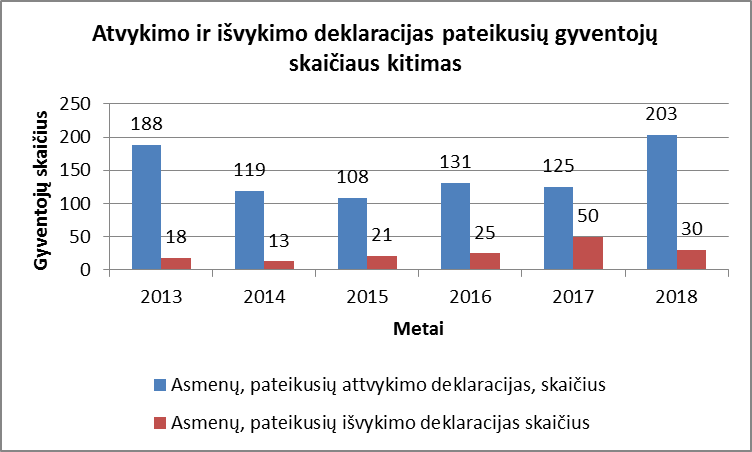 Atvykimo ir išvykimo deklaracijas pateikusių gyventojų
skaičiaus kitimas
Gyventojų skaičius
250
200
150
100
50
0
188
18
119
13
108
21
131
25
125
50
203
30
2013 2014 2015 2016 2017 2018
Metai
Asmenų, pateikusių attvykimo deklaracijas, skaičius
Asmenų, pateikusių išvykimo deklaracijas skaičius